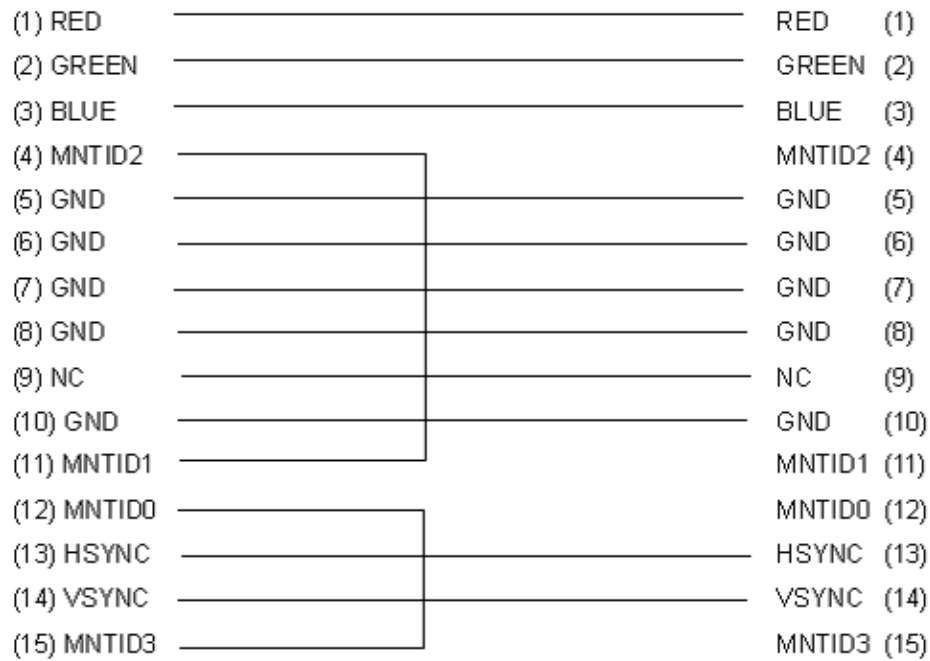 (1) RED RED (1)
(2) GREEN GREEN (2)
(3) BLUE BLUE (3)
(4) MNTID2 MNTID2 (4)
(5) GND GND (5)
(6) GND GND (6)
(7) GND GND (7)
(8) GND GND (8)
(9) NC NC (9)
(10) GND GND (10)
(11) MNTID1 MNTID1 (11)
(12) MNTID0 MNTID0 (12)
(13) HSYNC HSYNC (13)
(14) VSYNC VSYNC (14)
(15) MNTID3 MNTID3 (15)